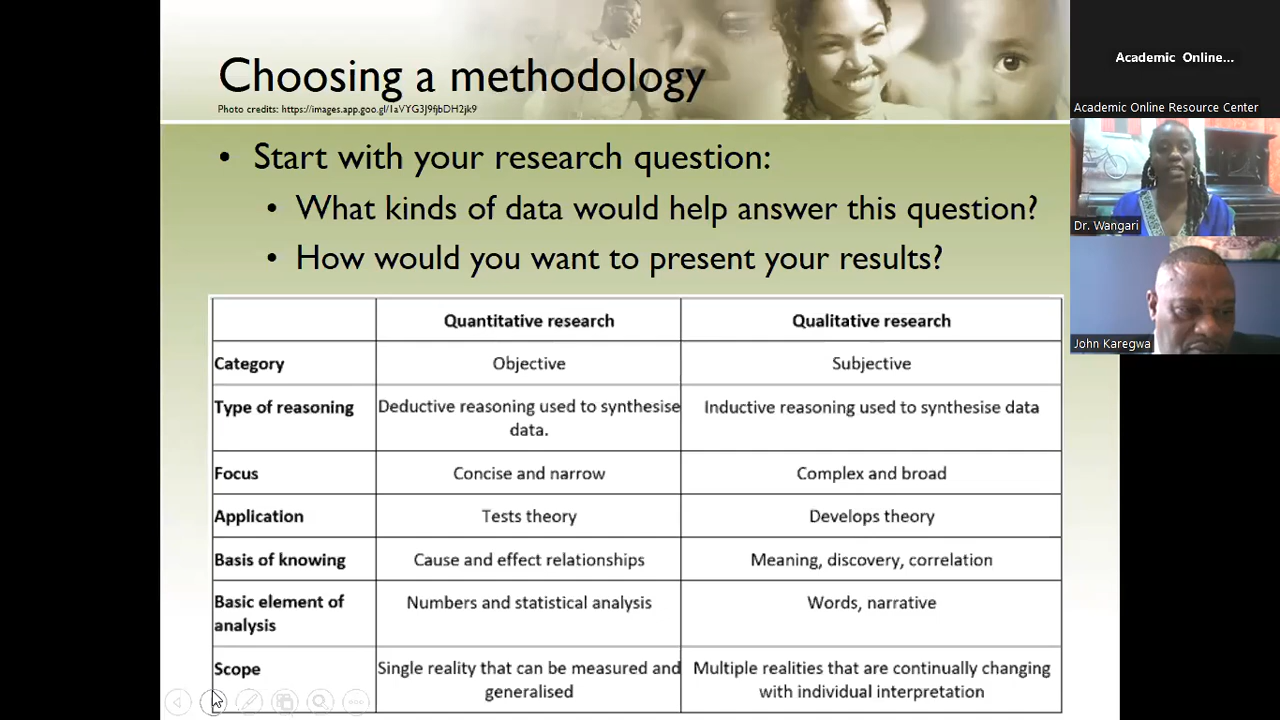 Choosing a methodology
Photo credits: https://images.app.goo.gl/1aVYG3J9fjbDH2jk9
• Start with your research question:
• What kinds of data would help answer this question?
• How would you want to present your results?
Quantitative research Qualitative research
Category Objective Subjective
Type of reasoning Deductive reasoning used to synthesise Inductive reasoning used to synthesise data
data.
Focus Concise and narrow Complex and broad
Application Tests theory Develops theory
Basis of knowing Cause and effect relationships Meaning, discovery, correlation
Basic element of Numbers and statistical analysis Words, narrative
analysis
Scope Single reality that can be measured and Multiple realities that are continually changing
generalised with individual interpretation
Academic Online...
Academic Online Resource Center
Dr. Wangari
John Karegwa